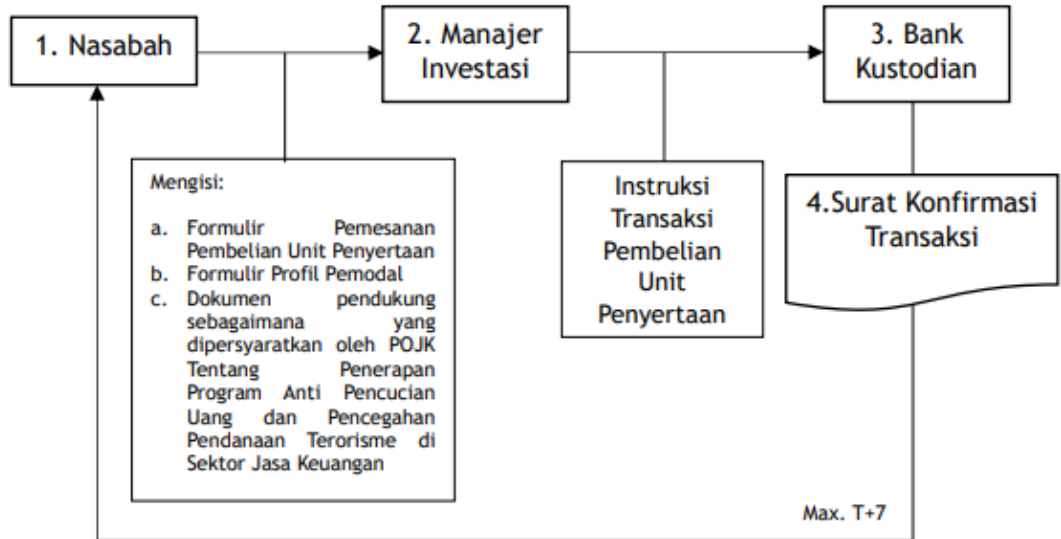 1. Nasabah
2. Manajer
Investasi
3. Bank
Kustodian
Mengisi:
a. Formulir Pemesanan
Pembelian Unit Penyertaan
b. Formulir Profil Pemodal
c. Dokumen pendukung
sebagaimana yang
dipersyaratkan oleh POJK
Tentang Penerapan
Program Anti Pencucian
Uang dan Pencegahan
Pendanaan Terorisme di
Sektor Jasa Keuangan
Instruksi
Transaksi
Pembelian
Unit
Penyertaan
4.Surat Konfirmasi
Transaksi
Max. T+7